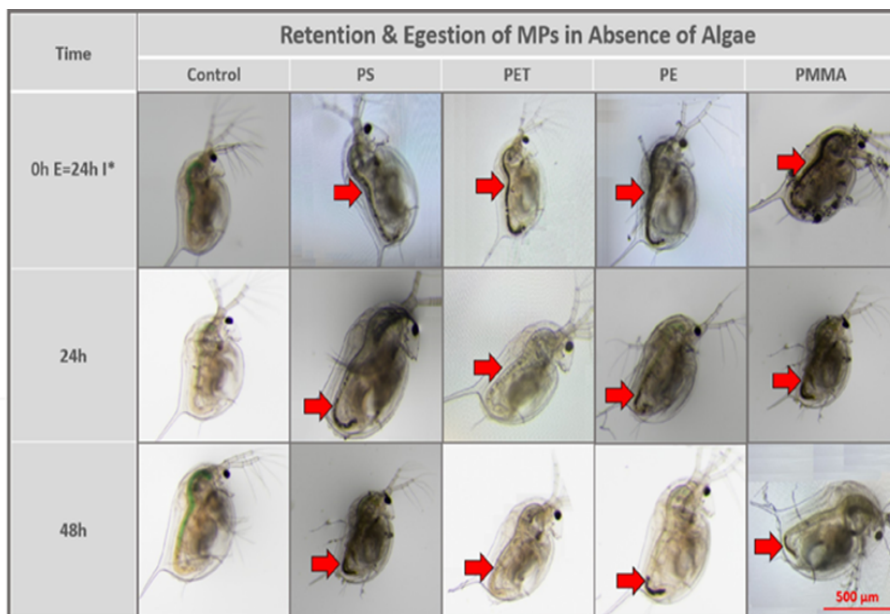 Time
Retention & Egestion of MPs in Absence of Algae
Control
PS
PET
PE
PMMA
0h E=24h I*
24h
48h
500 µm